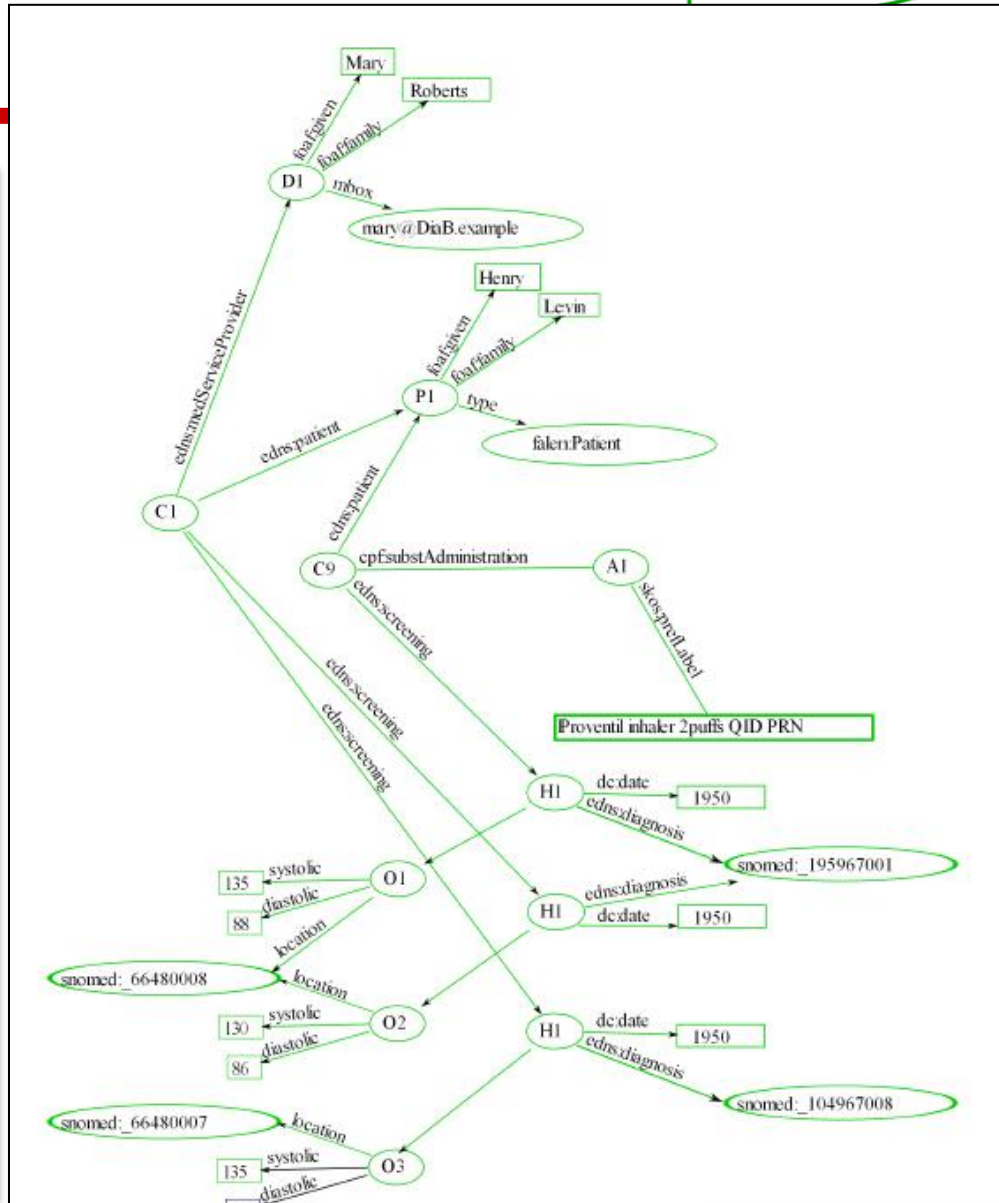 Mary
Roberts
foaf:given
foaf:family
D1
mbox
mary@DiaB.example
edns:medServiceProvider
Henry
Levin
foaf:given
foaf:family
P1
type
falen:Patient
edns:patient
C1
edns:patient
C9
cpf:substAdministration
A1
edns:screening
skos:prefLabel
edns:screening
edns:screening
Proventil inhaler 2puffs QID PRN
H1
dc:date
1950
edns:diagnosis
snomed:_195967001
O1
systolic
135
diastolic
88
location
edns:diagnosis
H1
dc:date
1950
snomed:_66480008
location
O2
systolic
130
diastolic
86
H1
dc:date
1950
edns:diagnosis
snomed:_104967008
snomed:_66480007
location
O3
systolic
135
diastolic